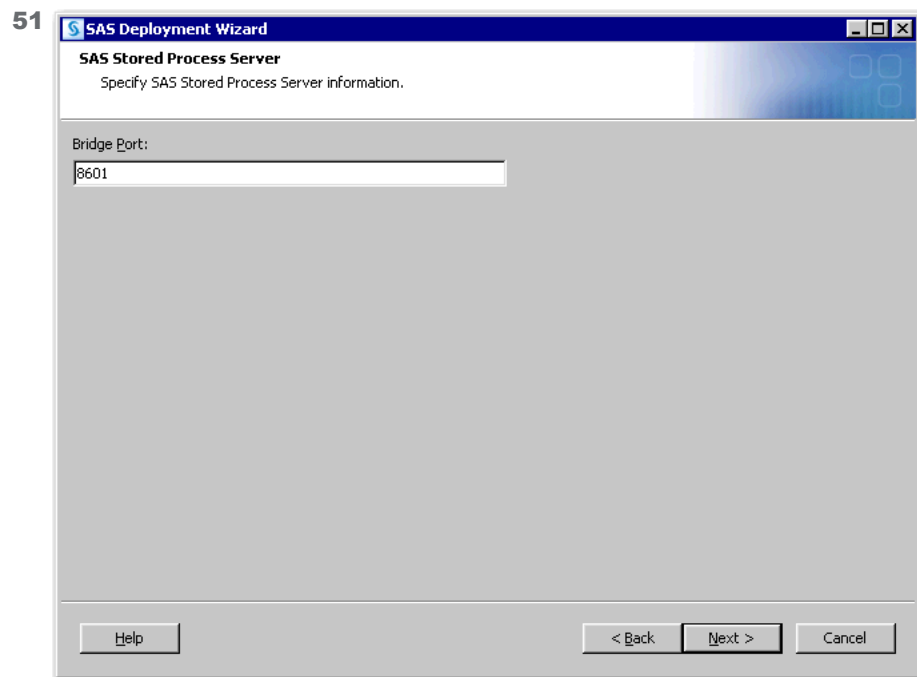 51
SAS Deployment Wizard
SAS Stored Process Server
Specify SAS Stored Process Server information.
Bridge Port:
8601
Help
< Back
Next >
Cancel